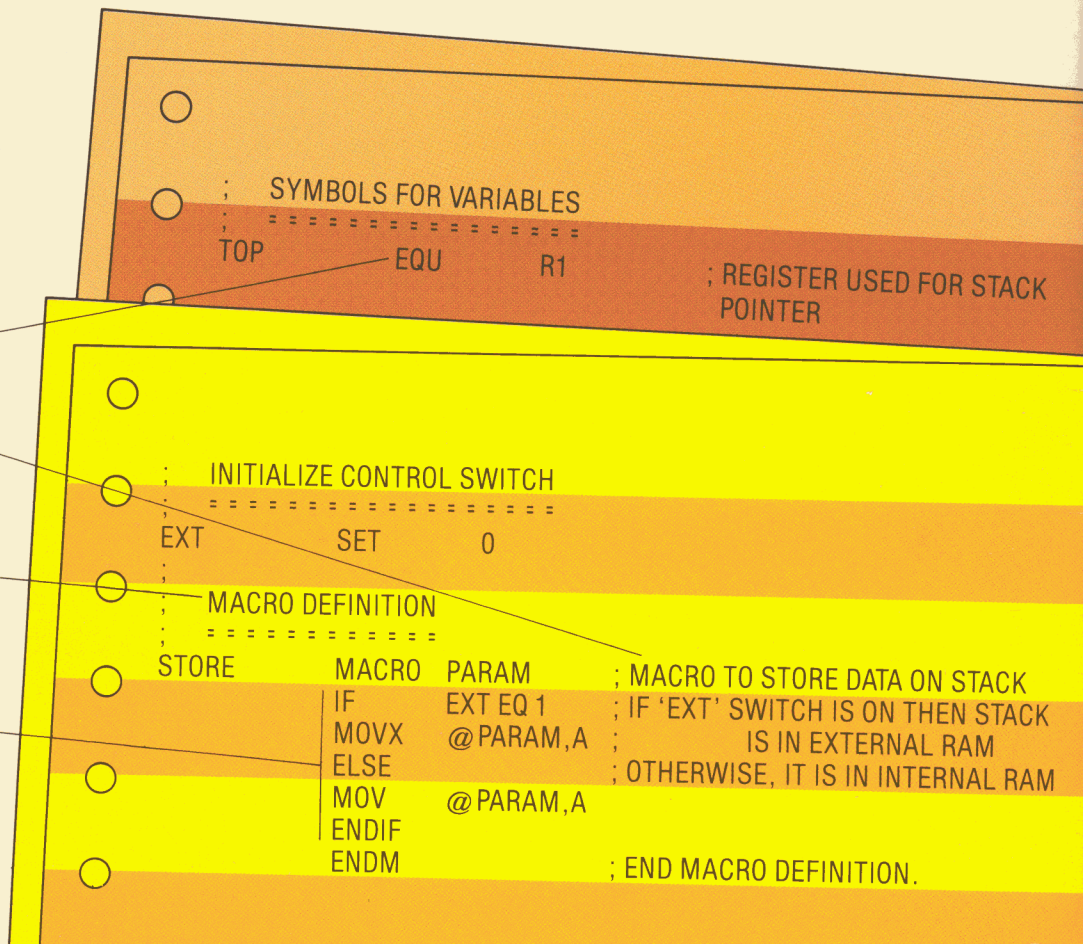 ; SYMBOLS FOR VARIABLES
; = = = = = = = = = = = = = = = =
TOP EQU R1 ; REGISTER USED FOR STACK
POINTER
; INITIALIZE CONTROL SWITCH
; = = = = = = = = = = = = = = = = = =
EXT SET 0
;
; MACRO DEFINITION
; = = = = = = = = = = = =
STORE MACRO PARAM ; MACRO TO STORE DATA ON STACK
IF EXT EQ 1 ; IF ‘EXT’ SWITCH IS ON THEN STACK
MOVX @PARAM,A ; IS IN EXTERNAL RAM
ELSE ; OTHERWISE, IT IS IN INTERNAL RAM
MOV @PARAM,A
ENDIF
ENDM ; END MACRO DEFINITION.